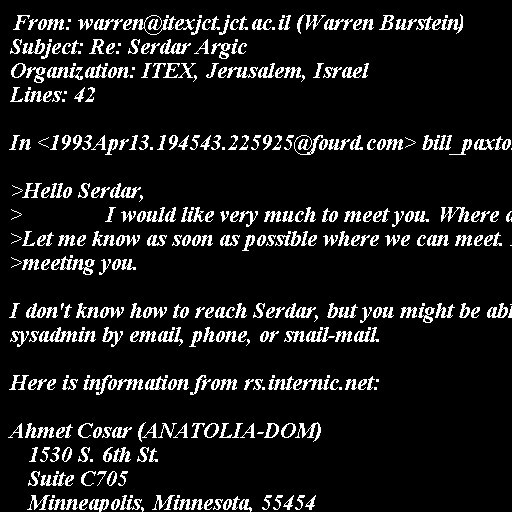 From: warren@itexjct.jct.ac.il (Warren Burstein)
Subject: Re: Serdar Argic
Organization: ITEX, Jerusalem, Israel
Lines: 42
In <1993Apr13.194543.225925@fourd.com> bill_paxto
>Hello Serdar,
> I would like very much to meet you. Where a
>Let me know as soon as possible where we can meet.
>meeting you.
I don't know how to reach Serdar, but you might be abl
sysadmin by email, phone, or snail-mail.
Here is information from rs.internic.net:
Ahmet Cosar (ANATOLIA-DOM)
1530 S. 6th St.
Suite C705
Minneapolis, Minnesota, 55454